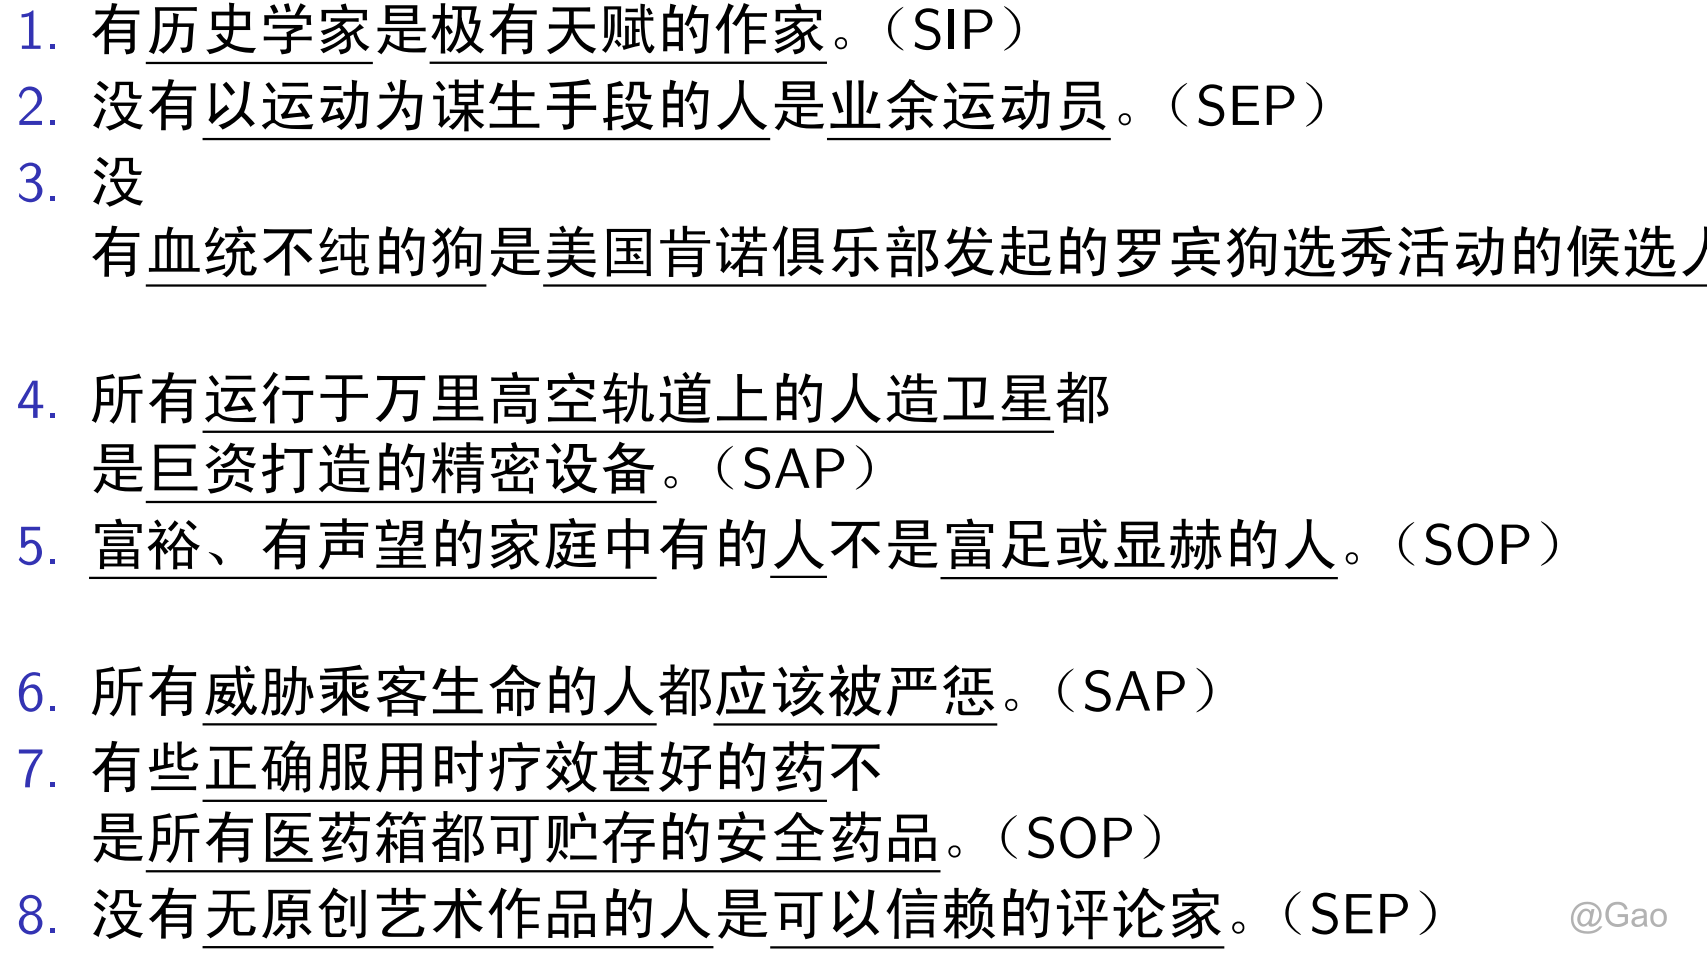 1. 有历史学家是极有天赋的作家。（SIP）
2. 没有以运动为谋生手段的人是业余运动员。（SEP）
3. 没
有血统不纯的狗是美国肯诺俱乐部发起的罗宾狗选秀活动的候选
4. 所有运行于万里高空轨道上的人造卫星都
是巨资打造的精密设备。（SAP）
5. 富裕、有声望的家庭中有的人不是富足或显赫的人。（SOP）
6. 所有威胁乘客生命的人都应该被严惩。（SAP）
7. 有些正确服用时疗效甚好的药不
是所有医药箱都可贮存的安全药品。（SOP）
8. 没有无原创艺术作品的人是可以信赖的评论家。（SEP）
@Gao